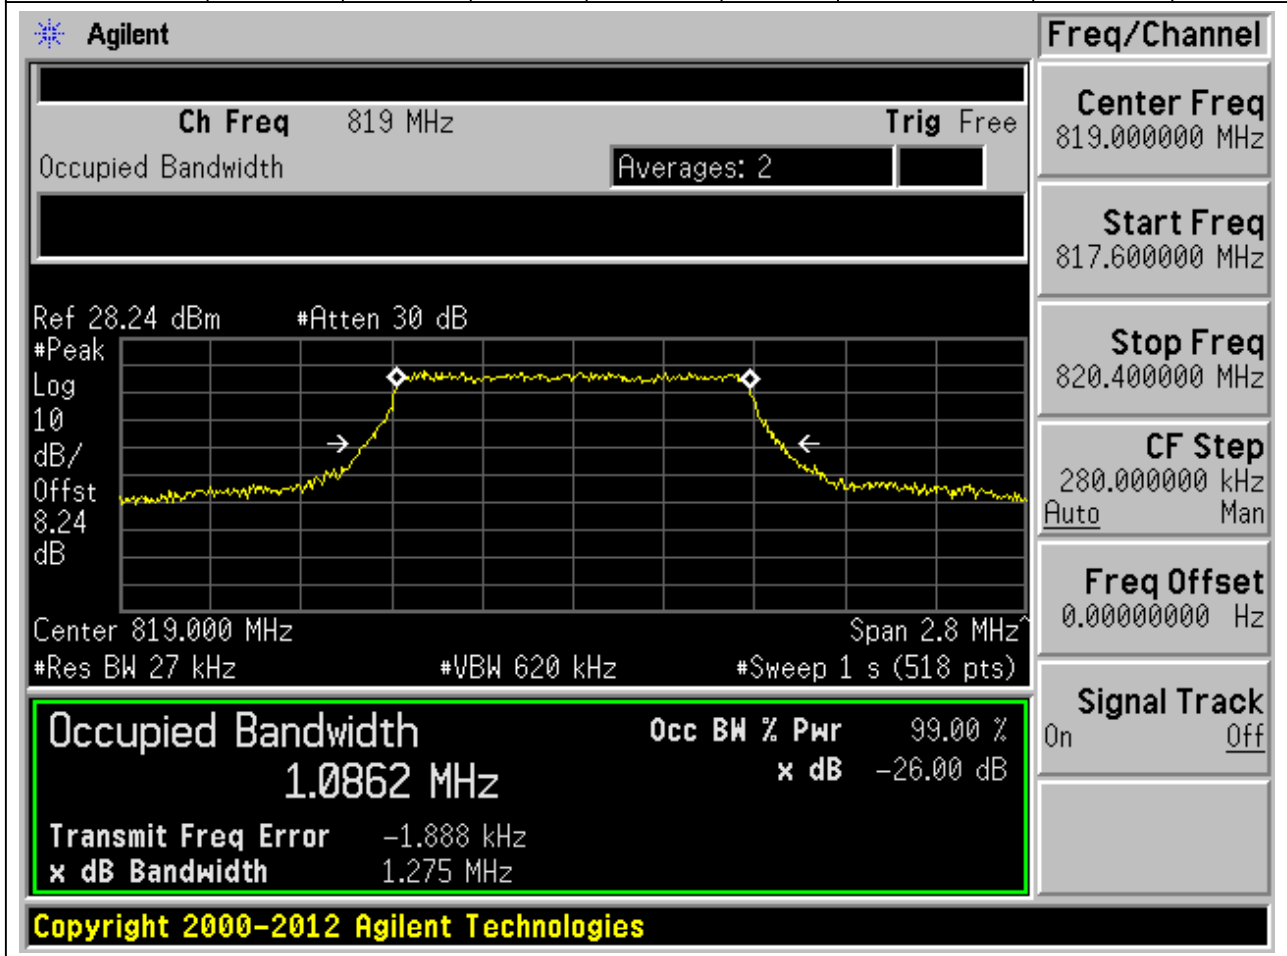 Agilent
Freq/Channel
Ch Freq 819 MHz Trig Free
Occupied Bandwidth Averages: 2
Center Freq
819.000000 MHz
Start Freq
817.600000 MHz
Stop Freq
820.400000 MHz
CF Step
280.000000 kHz
Auto Man
Freq Offset
0.00000000 Hz
Signal Track
On Off
Ref 28.24 dBm #Atten 30 dB
#Peak
Log
10
dB/
Offst
8.24
dB
Center 819.000 MHz Span 2.8 MHz^
#Res BW 27 kHz #VBW 620 kHz #Sweep 1 s (518 pts)
Occupied Bandwidth Occ BW % Pwr 99.00 %
1.0862 MHz x dB -26.00 dB
Transmit Freq Error -1.888 kHz
x dB Bandwidth 1.275 MHz
Copyright 2000-2012 Agilent Technologies